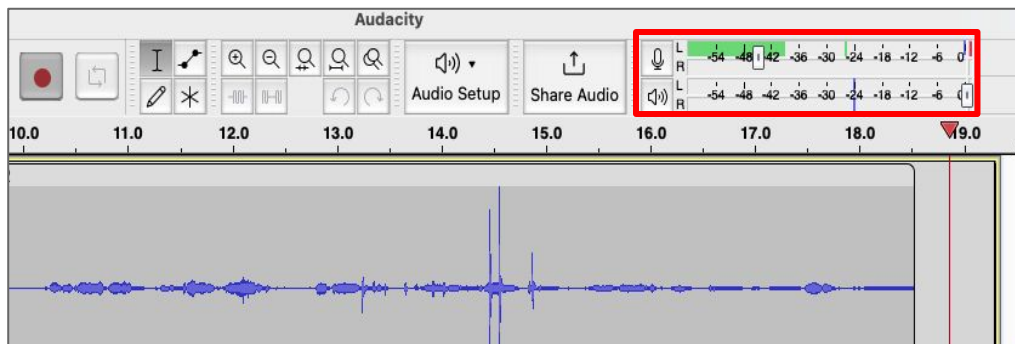 Audacity
L
R
-54 -48 -42 -36 -30 -24 -18 -12 -6 0
Audio Setup
Share Audio
L
R
-54 -48 -42 -36 -30 -24 -18 -12 -6
10.0 11.0 12.0 13.0 14.0 15.0 16.0 17.0 18.0 19.0